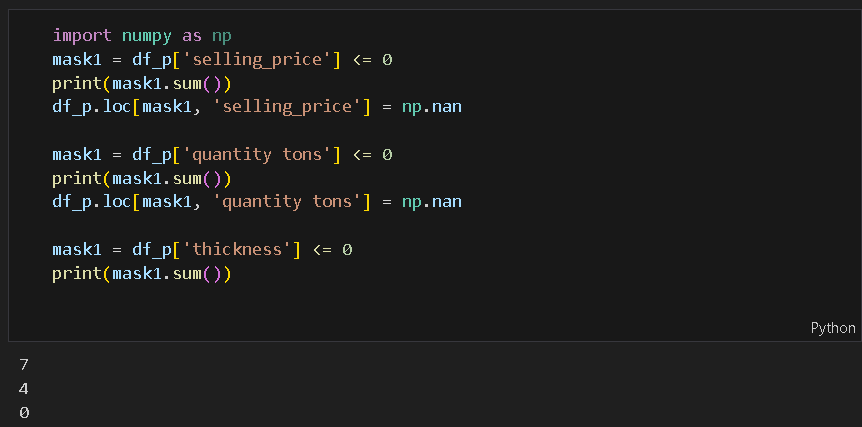 import numpy as np
mask1 = df_p['selling_price'] <= 0
print(mask1.sum())
df_p.loc[mask1, 'selling_price'] = np.nan
mask1 = df_p['quantity tons'] <= 0
print(mask1.sum())
df_p.loc[mask1, 'quantity tons'] = np.nan
mask1 = df_p['thickness'] <= 0
print(mask1.sum())
Python
7
4
0